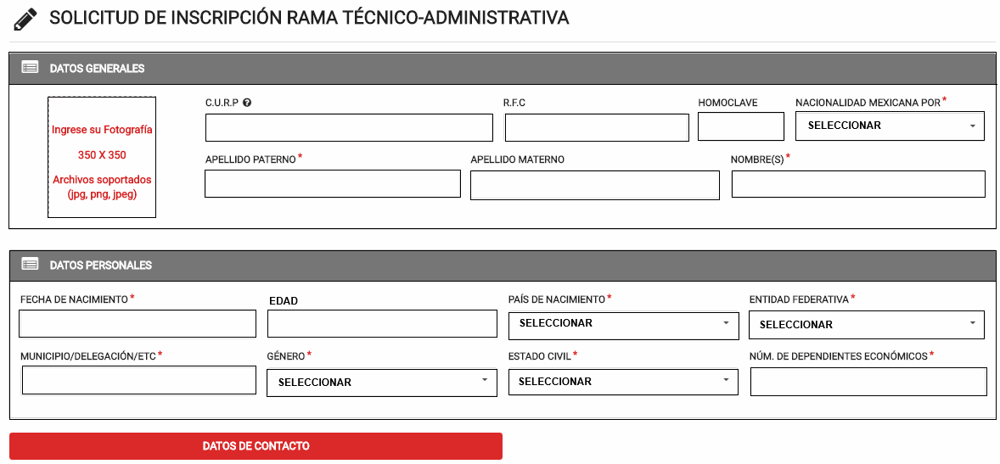 SOLICITUD DE INSCRIPCIÓN RAMA TÉCNICO-ADMINISTRATIVA
DATOS GENERALES
Ingrese su Fotografía
350 X 350
Archivos soportados
(jpg, png, jpeg)
C.U.R.P ? R.F.C HOMOCLAVE NACIONALIDAD MEXICANA POR*
SELECCIONAR
APELLIDO PATERNO* APELLIDO MATERNO NOMBRE(S)*
DATOS PERSONALES
FECHA DE NACIMIENTO* EDAD PAÍS DE NACIMIENTO* ENTIDAD FEDERATIVA*
SELECCIONAR SELECCIONAR
MUNICIPIO/DELEGACIÓN/ETC* GÉNERO* ESTADO CIVIL* NÚM. DE DEPENDIENTES ECONÓMICOS*
SELECCIONAR SELECCIONAR
DATOS DE CONTACTO